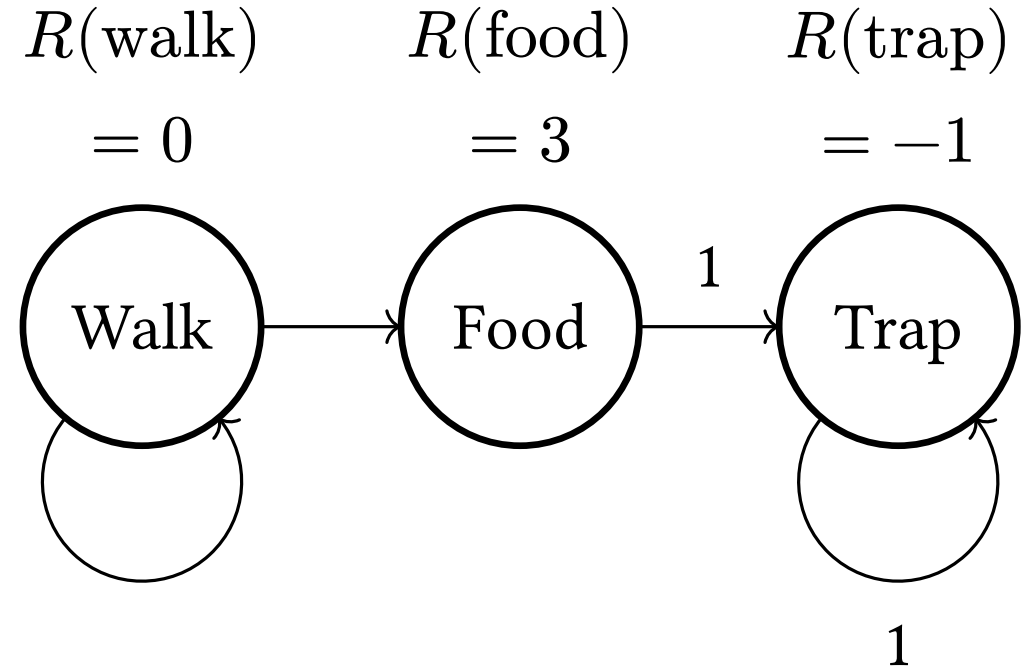 R(walk) R(food) R(trap)
= 0 = 3 = −1
1
Walk Food Trap
1